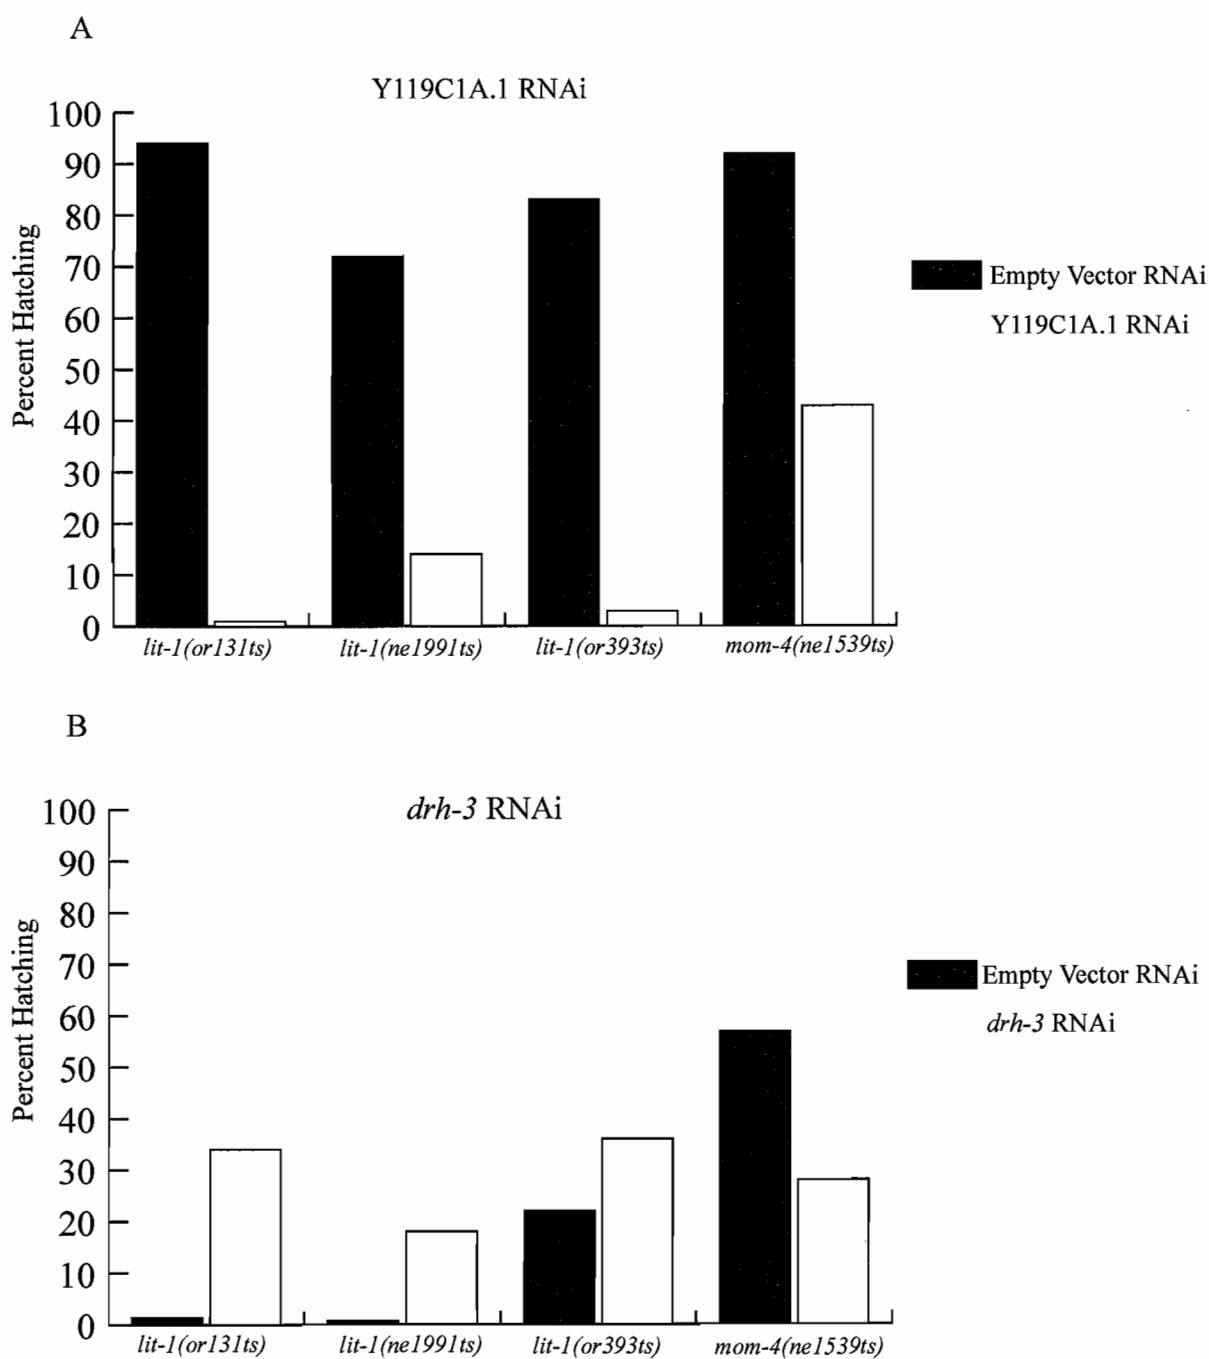 A
Y119C1A.1 RNAi
100
90
80
70
60
50
40
30
20
10
0
Percent Hatching
Empty Vector RNAi
Y119C1A.1 RNAi
lit-1(or131ts)
lit-1(ne1991ts)
lit-1(or393ts)
mom-4(ne1539ts)
B
drh-3 RNAi
100
90
80
70
60
50
40
30
20
10
0
Percent Hatching
Empty Vector RNAi
drh-3 RNAi
lit-1(or131ts)
lit-1(ne1991ts)
lit-1(or393ts)
mom-4(ne1539ts)